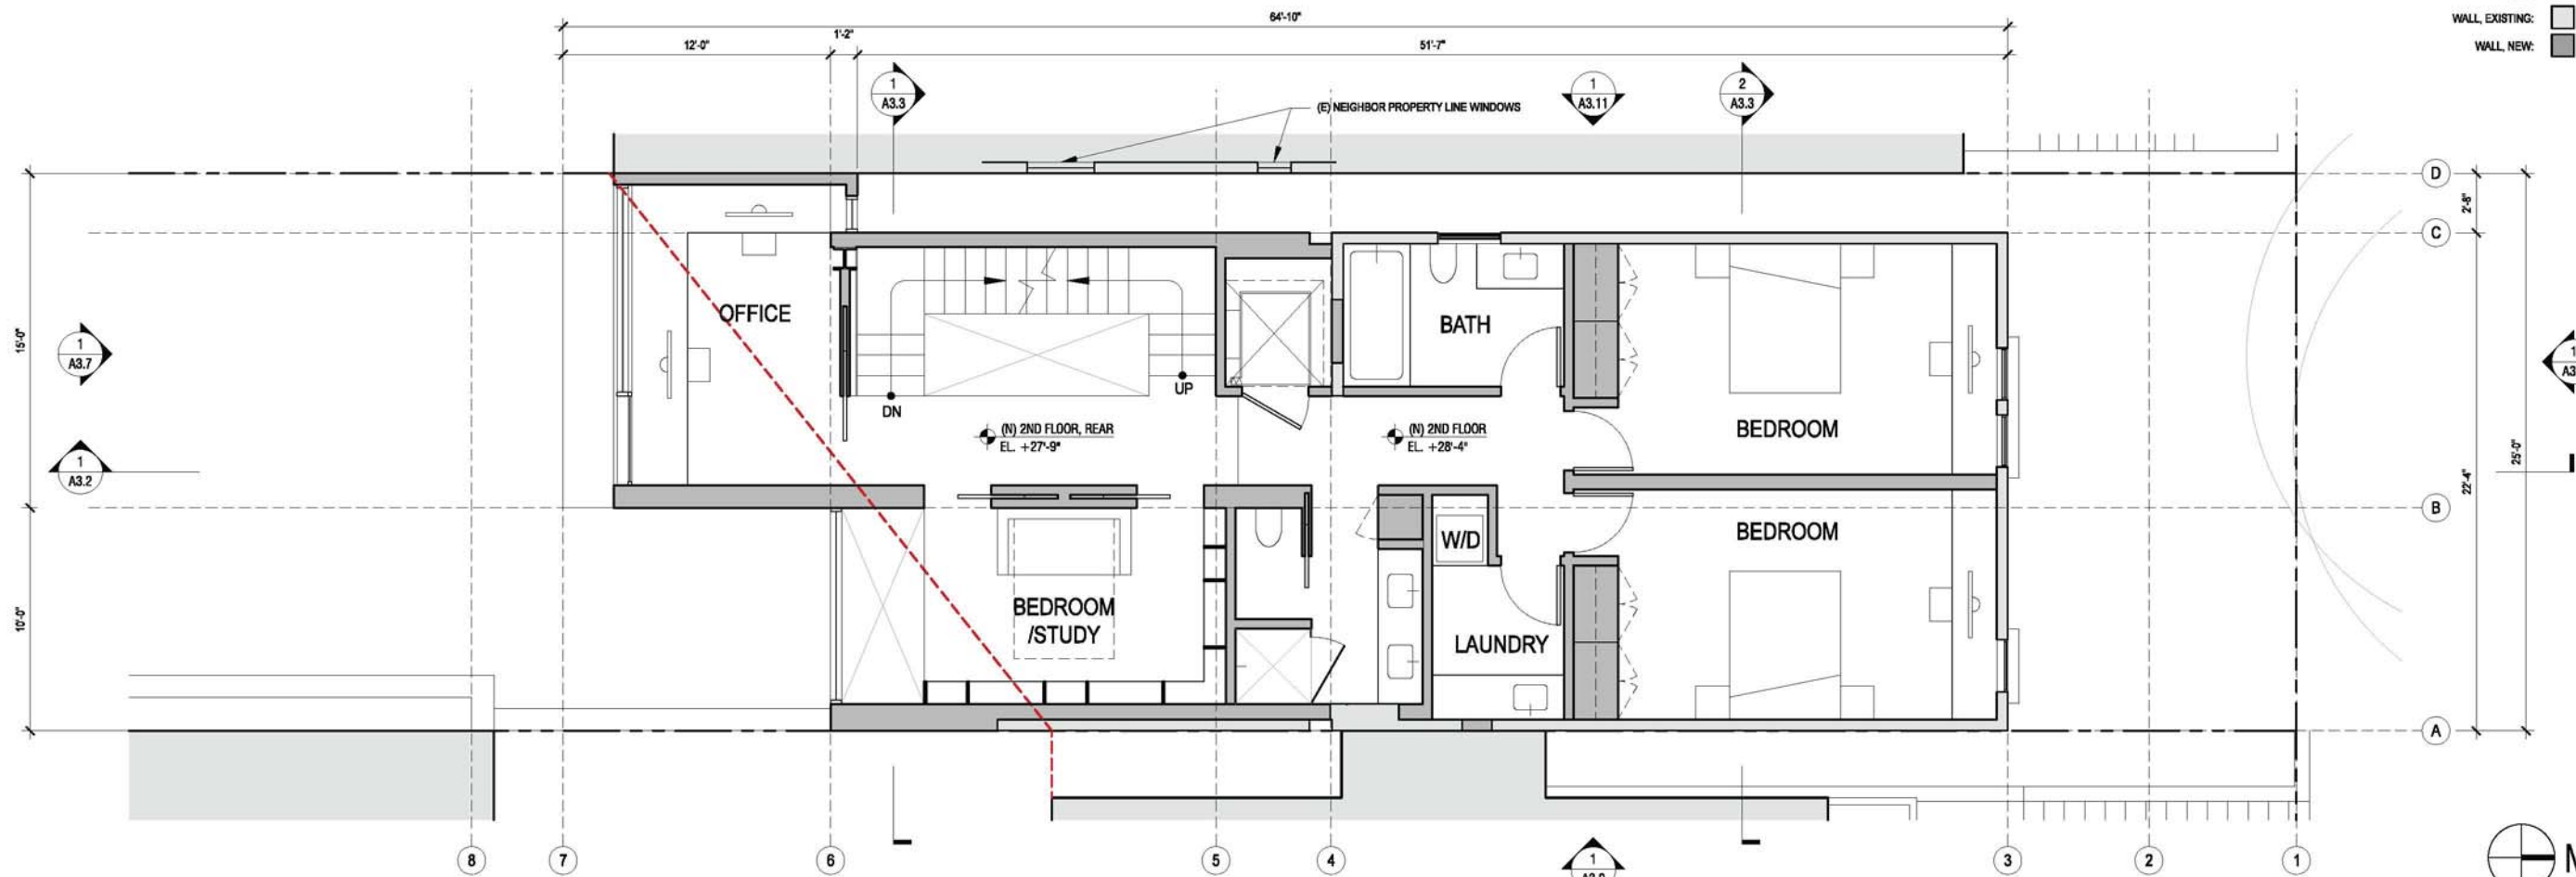 64'-10"
WALL, EXISTING:
WALL, NEW:
12'-0"
1'-2"
51'-7"
1
A3.3
1
A3.11
2
A3.3
(E) NEIGHBOR PROPERTY LINE WINDOWS
D
2'-8"
C
OFFICE
BATH
15'-0"
1
A3.7
1
UP
DN
(N) 2ND FLOOR, REAR
EL. +27'-9"
(N) 2ND FLOOR
EL. +28'-4"
BEDROOM
25'-0"
22'-4"
1
A3.2
B
BEDROOM
W/D
BEDROOM
/STUDY
10'-0"
LAUNDRY
A
8
7
6
5
4
1
3
2
1